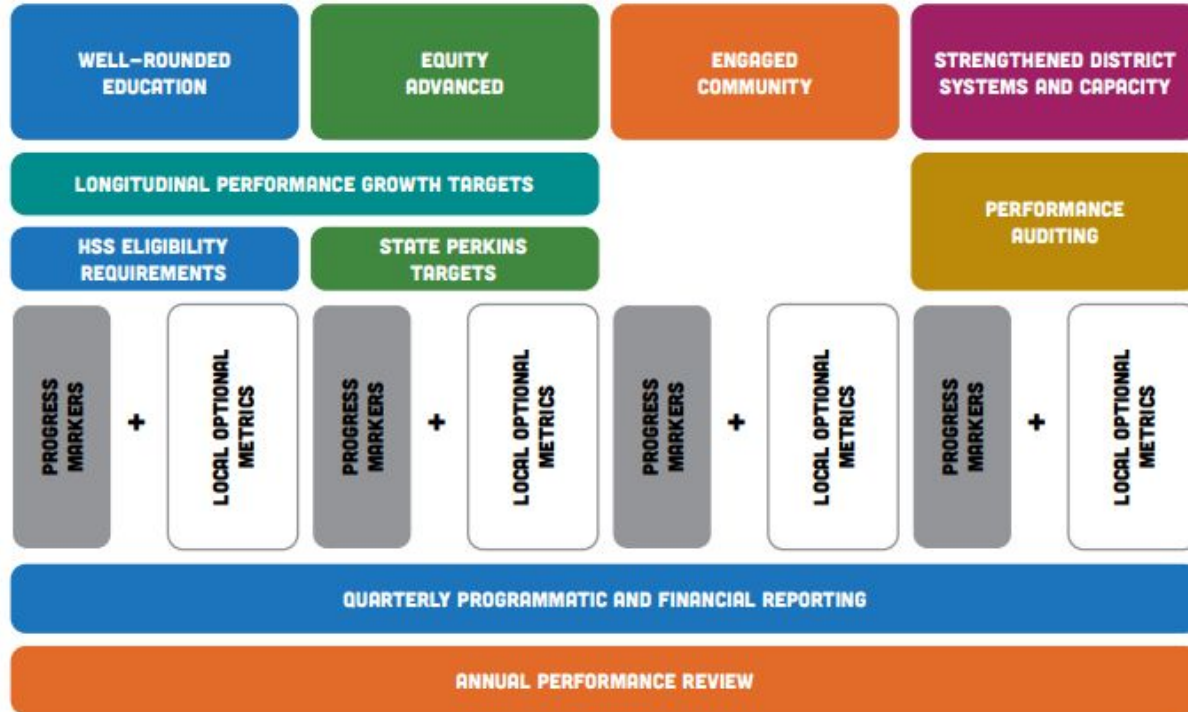 WELL–ROUNDED
EDUCATION
EQUITY
ADVANCED
ENGAGED
COMMUNITY
STRENGTHENED DISTRICT
SYSTEMS AND CAPACITY
LONGITUDINAL PERFORMANCE GROWTH TARGETS
PERFORMANCE
AUDITING
HSS ELIGIBILITY
REQUIREMENTS
STATE PERKINS
TARGETS
PROGRESS
MARKERS
+
LOCAL OPTIONAL
METRICS
PROGRESS
MARKERS
+
LOCAL OPTIONAL
METRICS
PROGRESS
MARKERS
+
LOCAL OPTIONAL
METRICS
PROGRESS
MARKERS
+
LOCAL OPTIONAL
METRICS
QUARTERLY PROGRAMMATIC AND FINANCIAL REPORTING
ANNUAL PERFORMANCE REVIEW